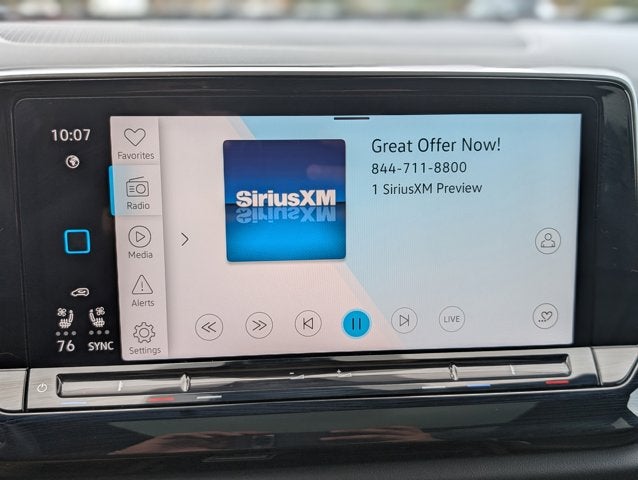 10:07
Favorites
Radio
Media
Alerts
Settings
76
SYNC
SiriusXM
Great Offer Now!
844-711-8800
1 SiriusXM Preview
LIVE